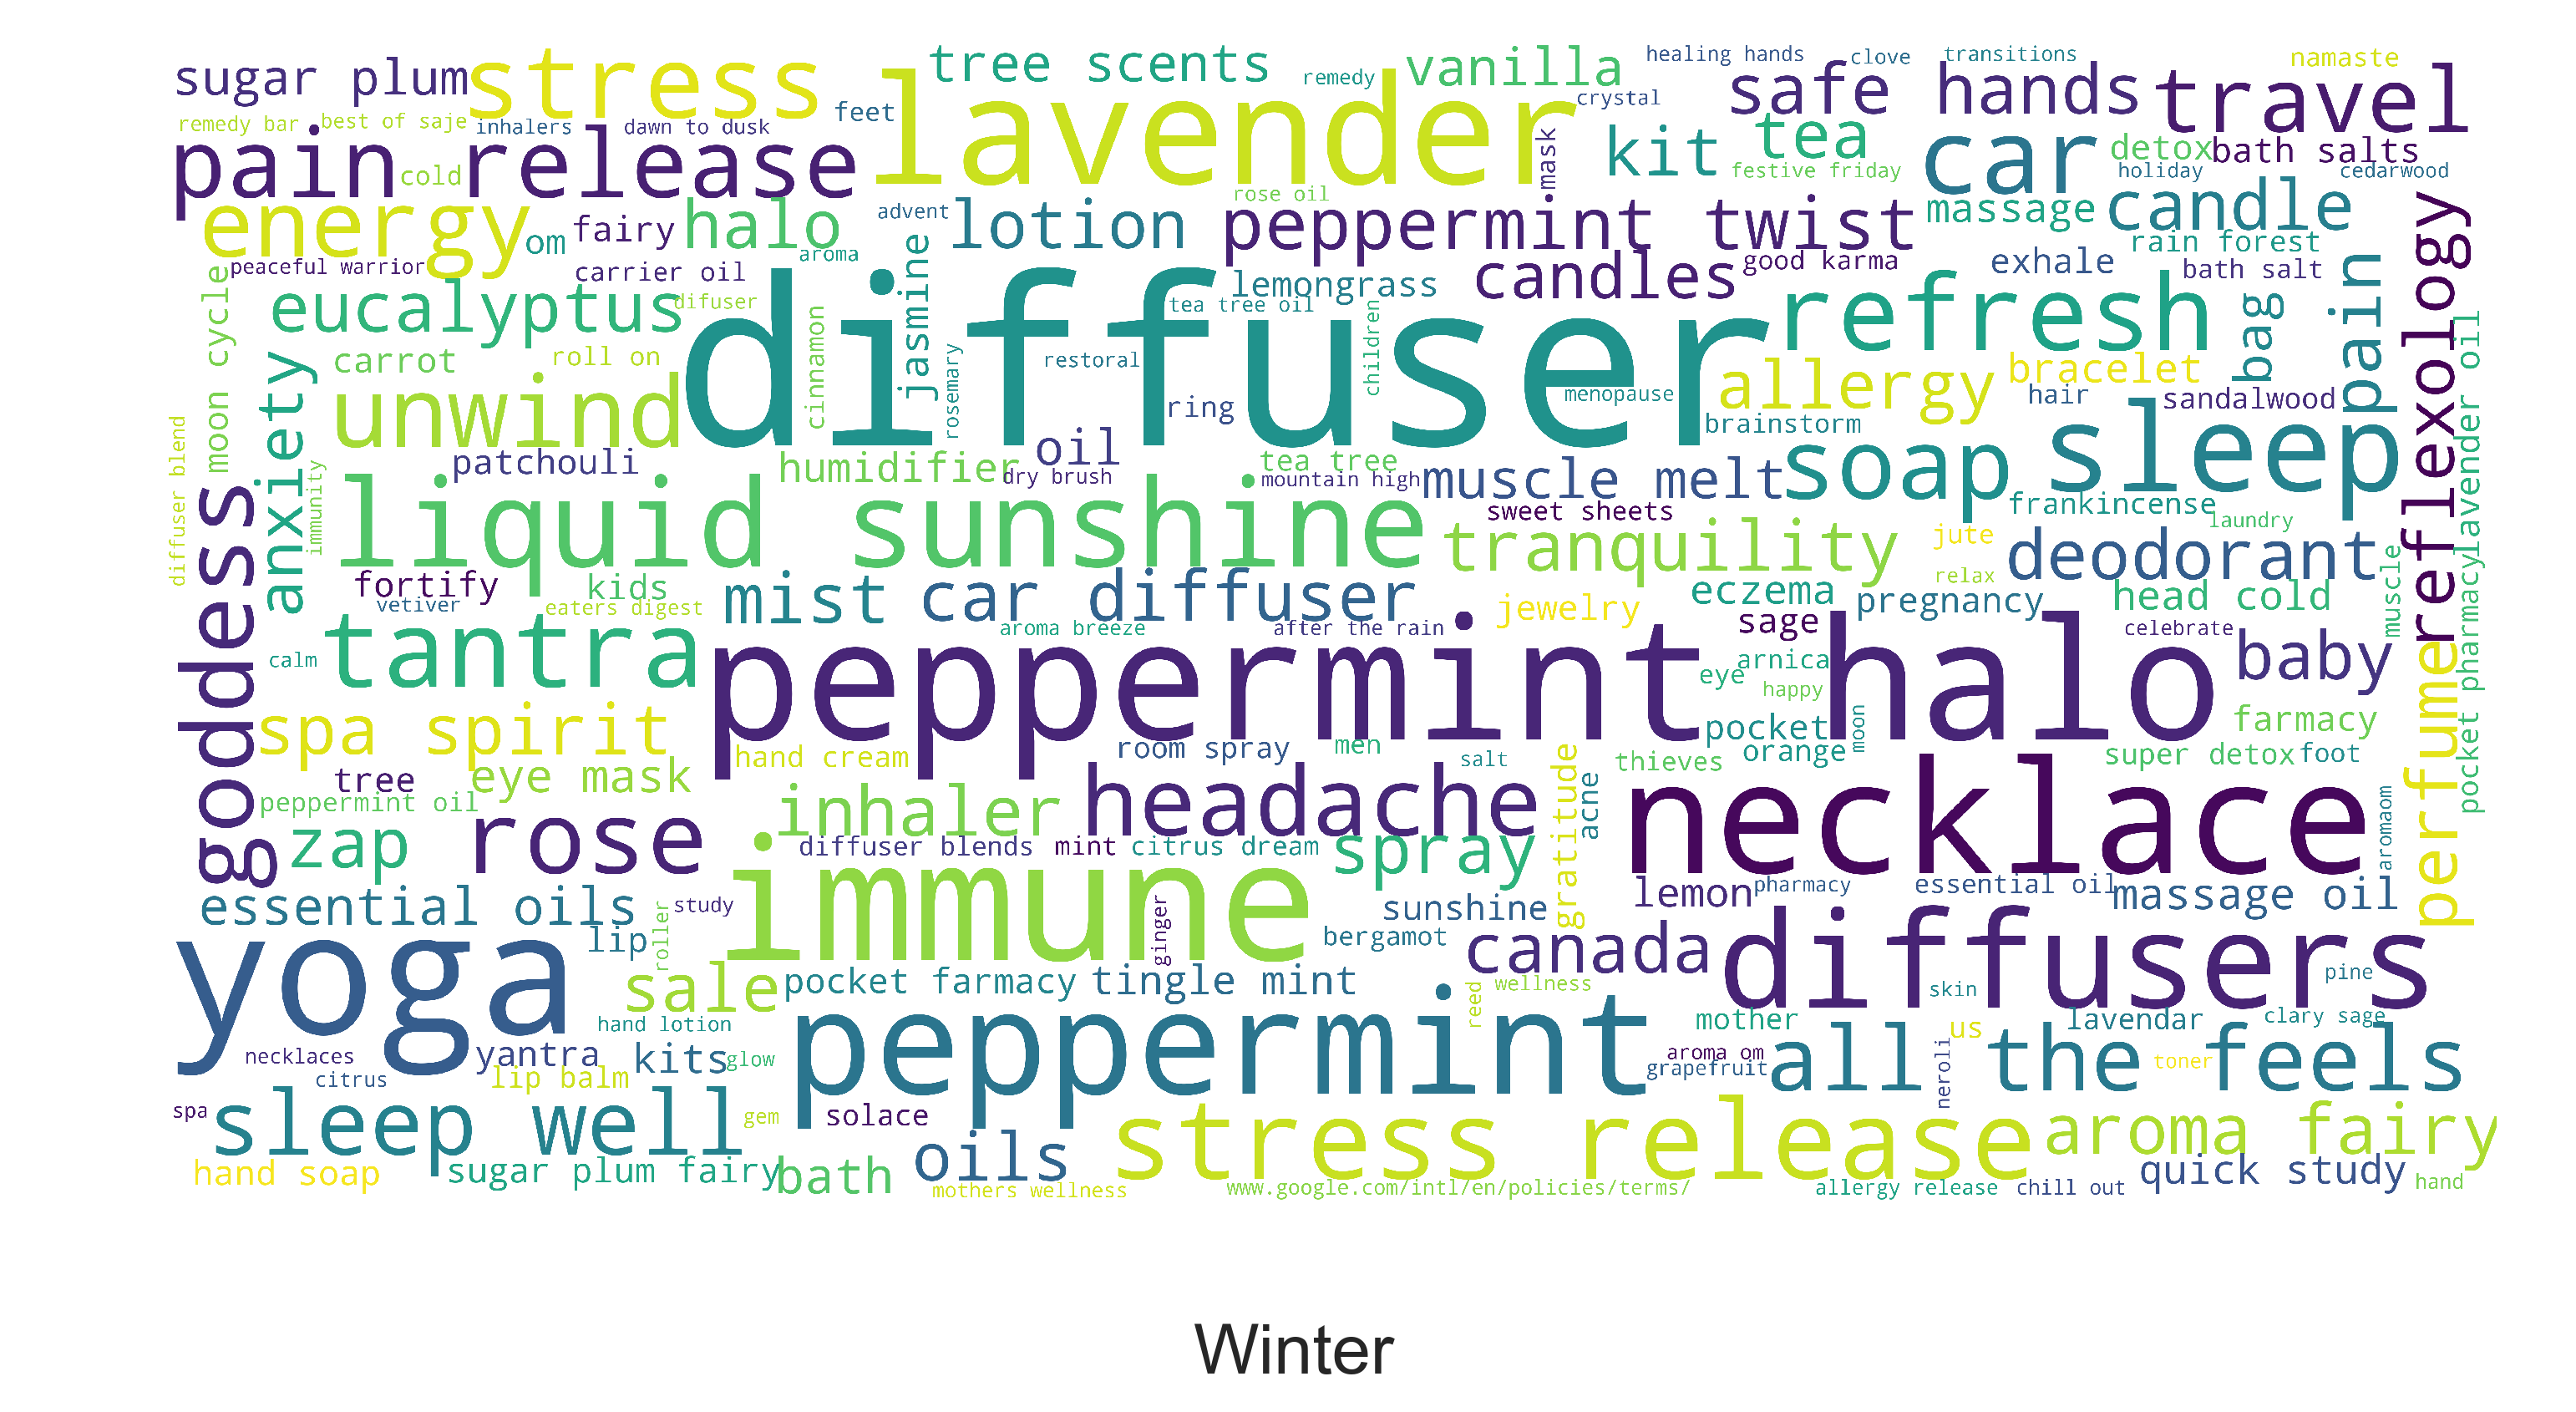 sugar plum
stress
lavender
tree scents
remedy
vanilla
healing hands
clove
transitions
namaste
safe hands
travel
crystal
remedy bar
best of saje
inhalers
dawn to dusk
feet
pain release
cold
mask
kit
tea
festive friday
car
detox
bath salts
holiday
cedarwood
energy
om
fairy
halo
advent
lotion
rose oil
peppermint twist
massage
candle
reflexology
peaceful warrior
carrier oil
aroma
jasmine
lemongrass
candles
good karma
exhale
rain forest
bath salt
pain
moon cycle
eucalyptus
difuser
diffuser
tea tree oil
refresh
bag
carrot
roll on
cinnamon
rosemary
restoral
children
allergy
bracelet
pocket pharmacy
lavender oil
anxiety
unwind
ring
menopause
hair
sandalwood
diffuser blend
patchouli
humidifier
oil
tea tree
brainstorm
soap
sleep
immunity
liquid sunshine
dry brush
mountain high
muscle melt
frankincense
goddess
sweet sheets
tranquility
jute
laundry
deodorant
fortify
kids
mist
car diffuser
relax
muscle
vetiver
eaters digest
jewelry
eczema
pregnancy
head cold
tantra
aroma breeze
after the rain
sage
celebrate
calm
peppermint halo
eye
arnica
happy
baby
perfume
spa spirit
pocket
moon
farmacy
hand cream
room spray
men
salt
gratitude
thieves
orange
super detox
foot
tree
eye mask
peppermint oil
inhaler
headache
acne
necklace
aromaom
zap
rose
diffuser blends
mint
citrus dream
spray
essential oils
study
immune
sunshine
lemon
pharmacy
essential oil
massage oil
roller
ginger
yoga
lip
bergamot
canada
diffusers
sale
pocket farmacy
tingle mint
reed
wellness
skin
pine
hand lotion
peppermint
mother
us
lavendar
clary sage
necklaces
yantra
kits
glow
aroma om
grapefruit
all the feels
neroli
toner
citrus
lip balm
spa
sleep well
gem
solace
stress release
aroma fairy
hand soap
sugar plum fairy
bath
oils
mothers wellness
www.google.com/intl/en/policies/terms/
allergy release
chill out
quick study
hand
Winter